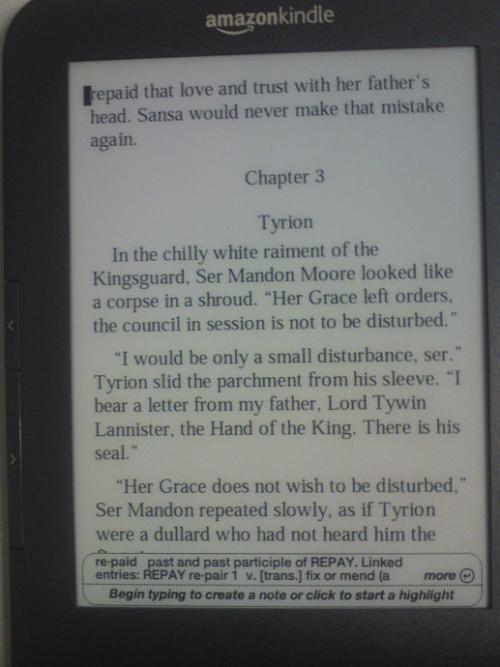 amazonkindle
repaid that love and trust with her father's
head. Sansa would never make that mistake
again.
Chapter 3
Tyrion
In the chilly white raiment of the
Kingsguard, Ser Mandon Moore looked like
a corpse in a shroud. “Her Grace left orders,
the council in session is not to be disturbed.”
“I would be only a small disturbance, ser.”
Tyrion slid the parchment from his sleeve. “I
bear a letter from my father, Lord Tywin
Lannister, the Hand of the King. There is his
seal.”
“Her Grace does not wish to be disturbed,”
Ser Mandon repeated slowly, as if Tyrion
were a dullard who had not heard him the
re·paid past and past participle of REPAY. Linked
entries: REPAY re·pair 1 v. [trans.] fix or mend (a more
Begin typing to create a note or click to start a highlight